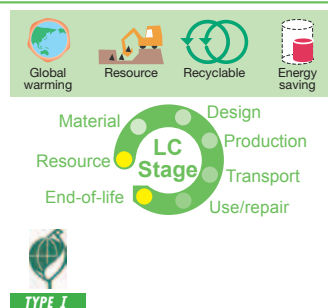 Global
warming
Resource
Recyclable
Energy
saving
Material
Design
Resource
LC
Stage
Production
Transport
End-of-life
Use/repair
TYPE I